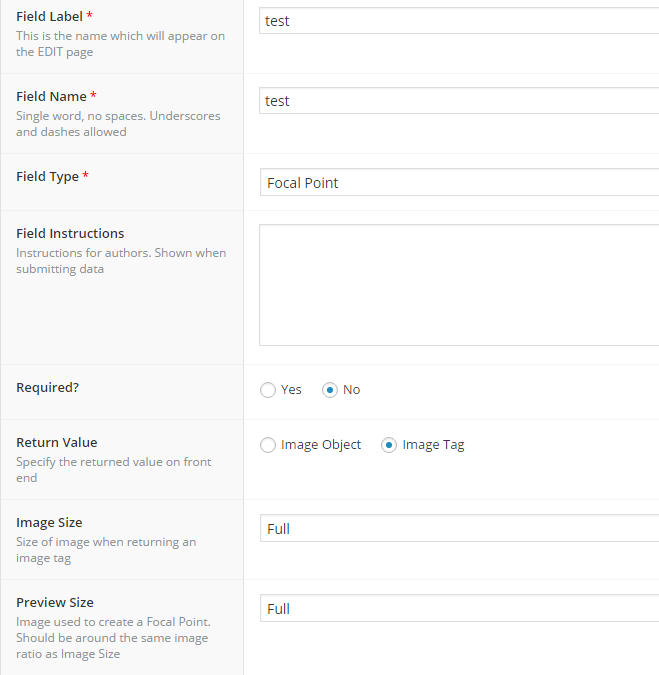 Field Label *
This is the name which will appear on
the EDIT page
test
Field Name *
Single word, no spaces. Underscores
and dashes allowed
test
Field Type *
Focal Point
Field Instructions
Instructions for authors. Shown when
submitting data
Required?
Yes No
Return Value
Specify the returned value on front
end
Image Object Image Tag
Image Size
Size of image when returning an
image tag
Full
Preview Size
Image used to create a Focal Point.
Should be around the same image
ratio as Image Size
Full